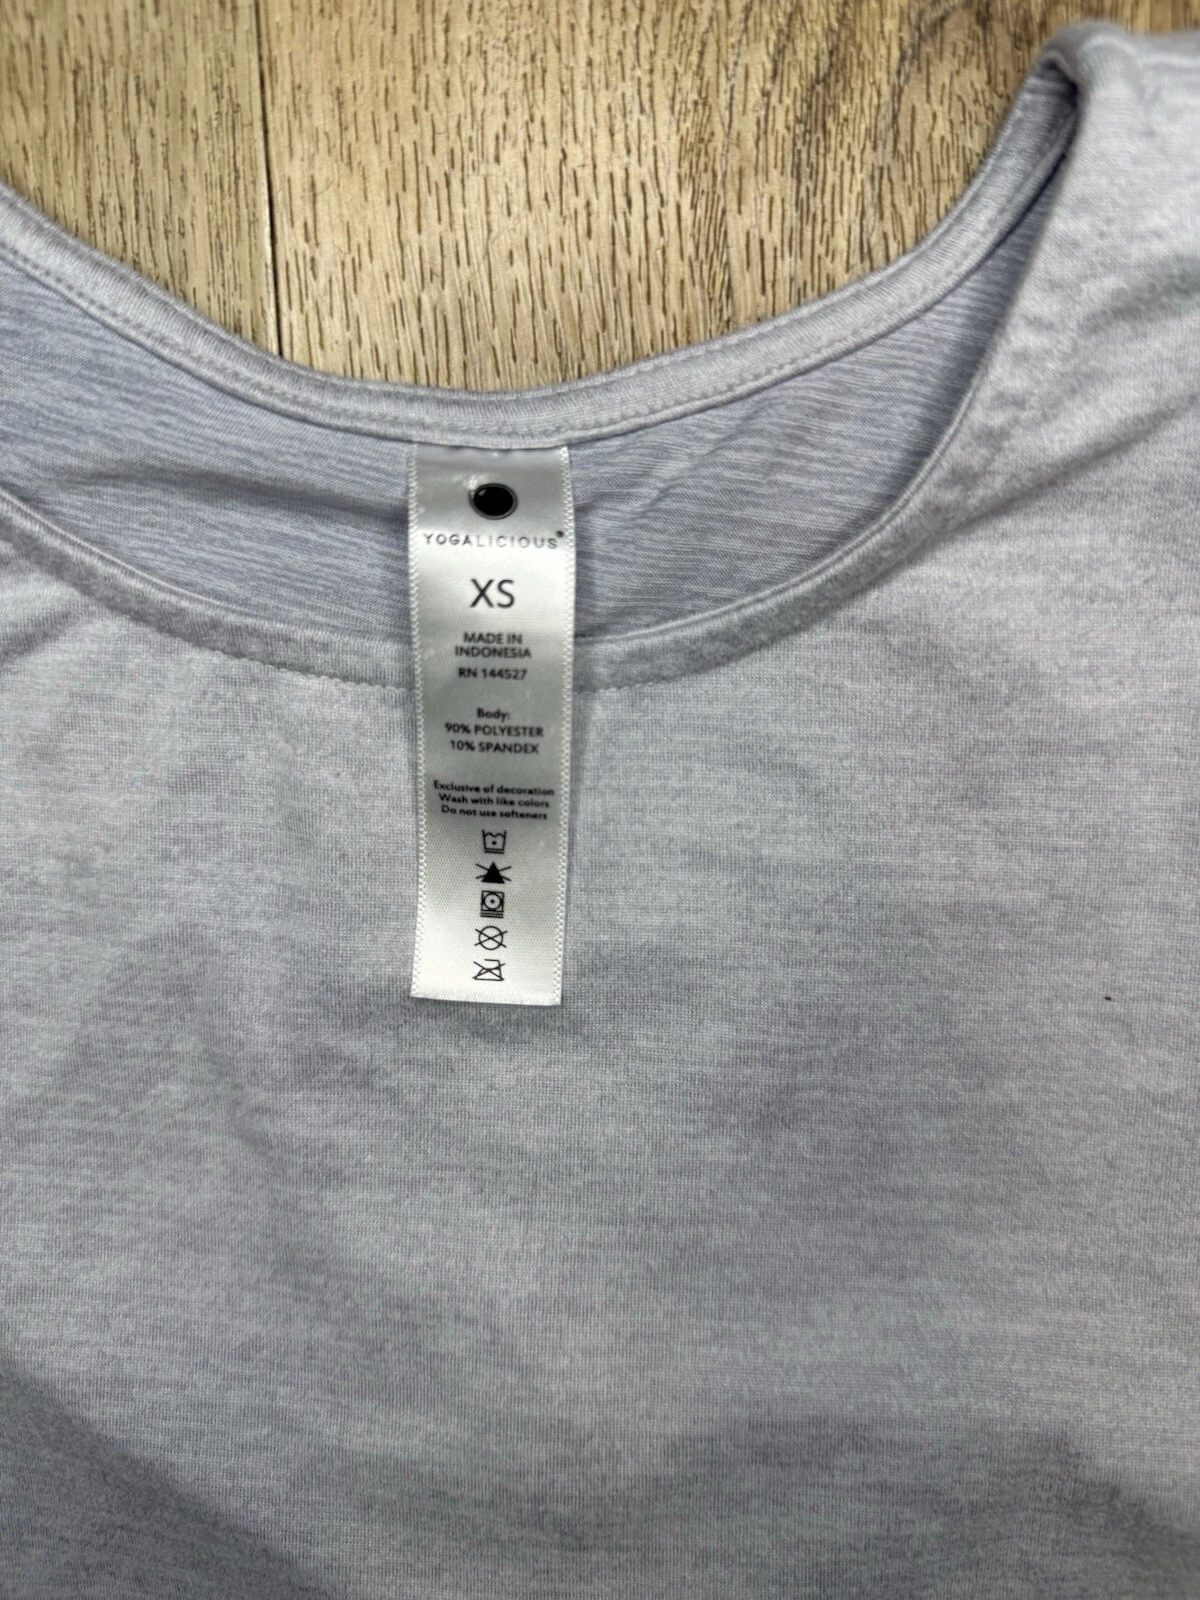 YOGALICIOUS®
XS
MADE IN
INDONESIA
RN 144527
Body:
90% POLYESTER
10% SPANDEX
Exclusive of decoration
Wash with like colors
Do not use softeners